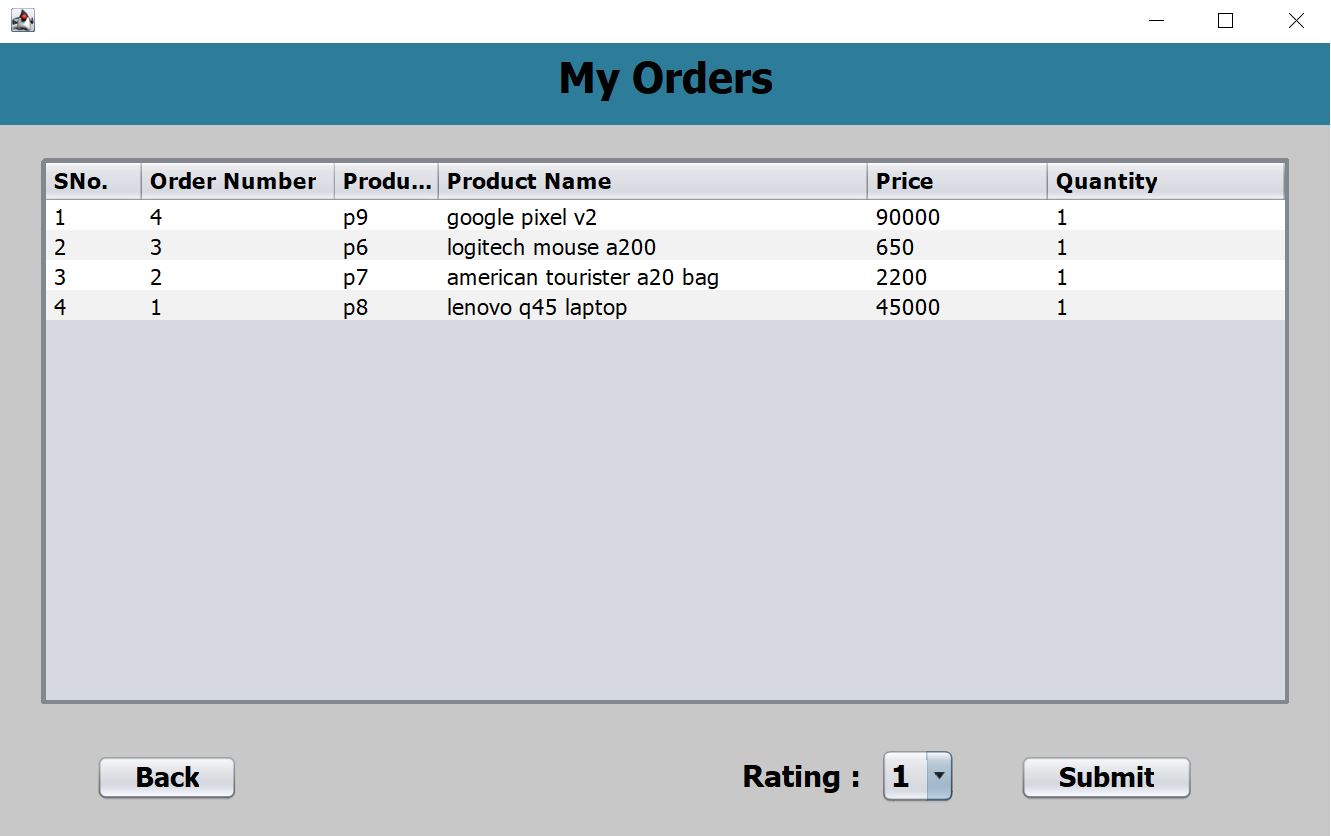 My Orders
SNo. Order Number Produ... Product Name Price Quantity
1 4 p9 google pixel v2 90000 1
2 3 p6 logitech mouse a200 650 1
3 2 p7 american tourister a20 bag 2200 1
4 1 p8 lenovo q45 laptop 45000 1
Back Rating : 1 Submit